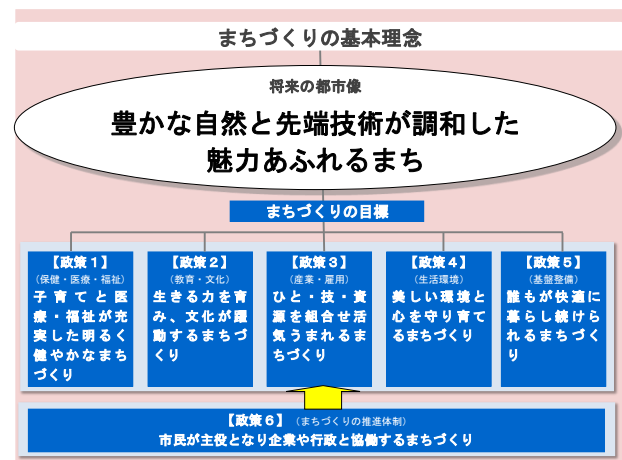 まちづくりの基本理念
将来の都市像
豊かな自然と先端技術が調和した
魅力あふれるまち
まちづくりの目標
【政策１】
（保健・医療・福祉）
子育てと医
療・福祉が充
実した明るく
健やかなまち
づくり
【政策２】
（教育・文化）
生きる力を育
み、文化が躍
動するまちづ
くり
【政策３】
（産業・雇用）
ひと・技・資
源を組合せ活
気うまれるま
ちづくり
【政策４】
（生活環境）
美しい環境と
心を守り育て
るまちづくり
【政策５】
（基盤整備）
誰もが快適に
暮らし続けら
れるまちづく
り
【政策６】（まちづくりの推進体制）
市民が主役となり企業や行政と協働するまちづくり